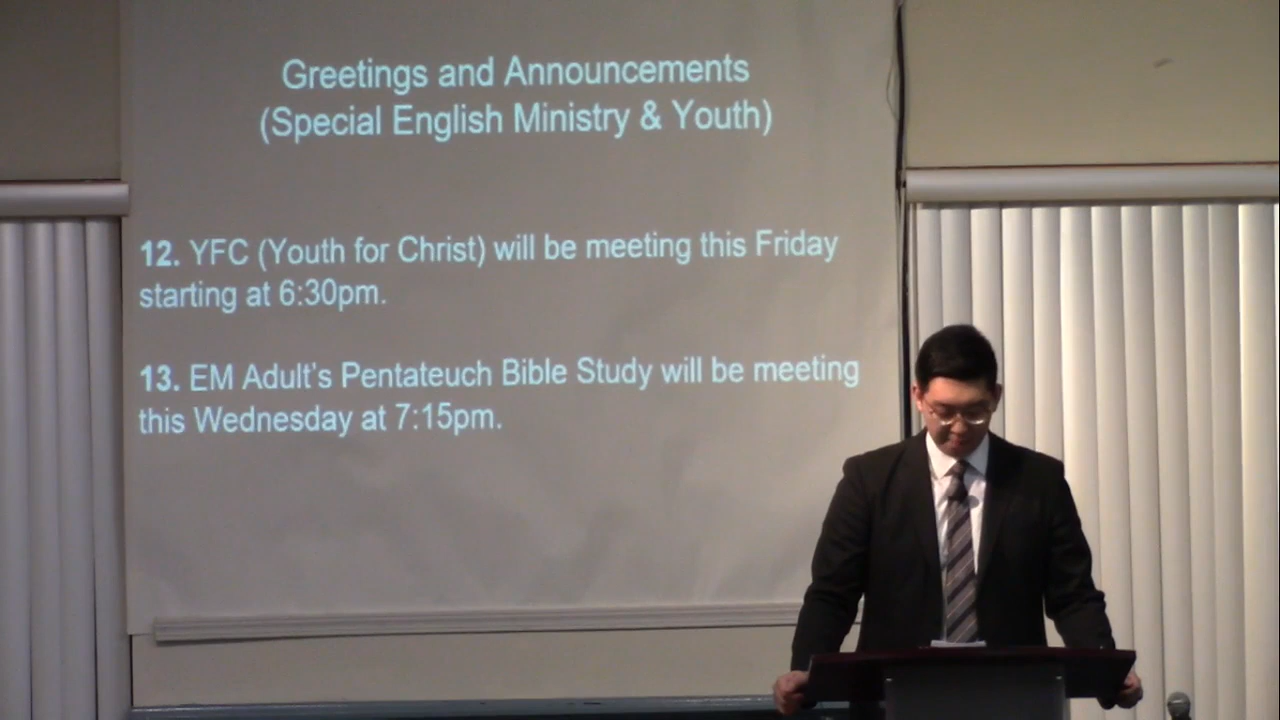 Greetings and Announcements
(Special English Ministry & Youth)
12. YFC (Youth for Christ) will be meeting this Friday
starting at 6:30pm.
13. EM Adult's Pentateuch Bible Study will be meeting
this Wednesday at 7:15pm.